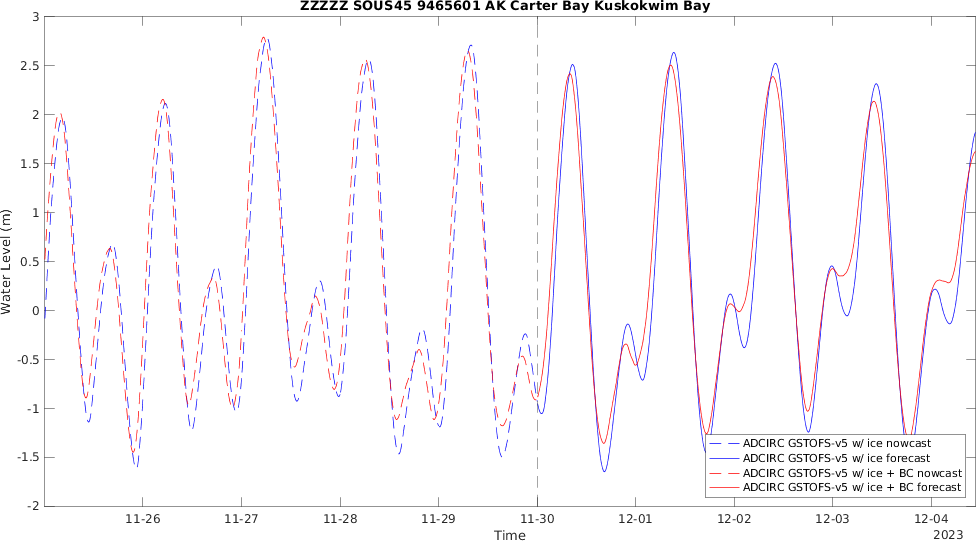 ZZZZZ SOUS45 9465601 AK Carter Bay Kuskokwim Bay
3
2.5
2
1.5
1
0.5
0
-0.5
-1
-1.5
-2
Water Level (m)
ADCIRC GSTOFS-v5 w/ ice nowcast
ADCIRC GSTOFS-v5 w/ ice forecast
ADCIRC GSTOFS-v5 w/ ice + BC nowcast
ADCIRC GSTOFS-v5 w/ ice + BC forecast
11-26 11-27 11-28 11-29 11-30 12-01 12-02 12-03 12-04
Time
2023